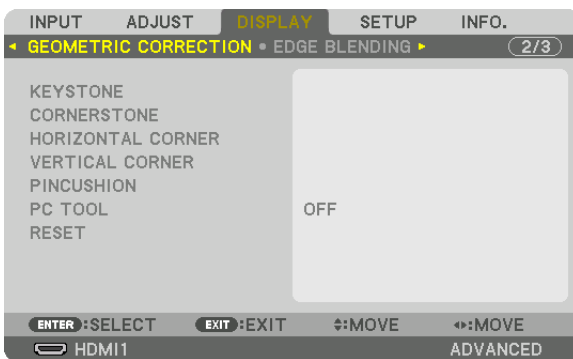 INPUT ADJUST DISPLAY SETUP INFO.
GEOMETRIC CORRECTION • EDGE BLENDING 2/3
KEYSTONE
CORNERSTONE
HORIZONTAL CORNER
VERTICAL CORNER
PINCUSHION
PC TOOL OFF
RESET
ENTER :SELECT EXIT :EXIT :MOVE :MOVE
HDMI1 ADVANCED